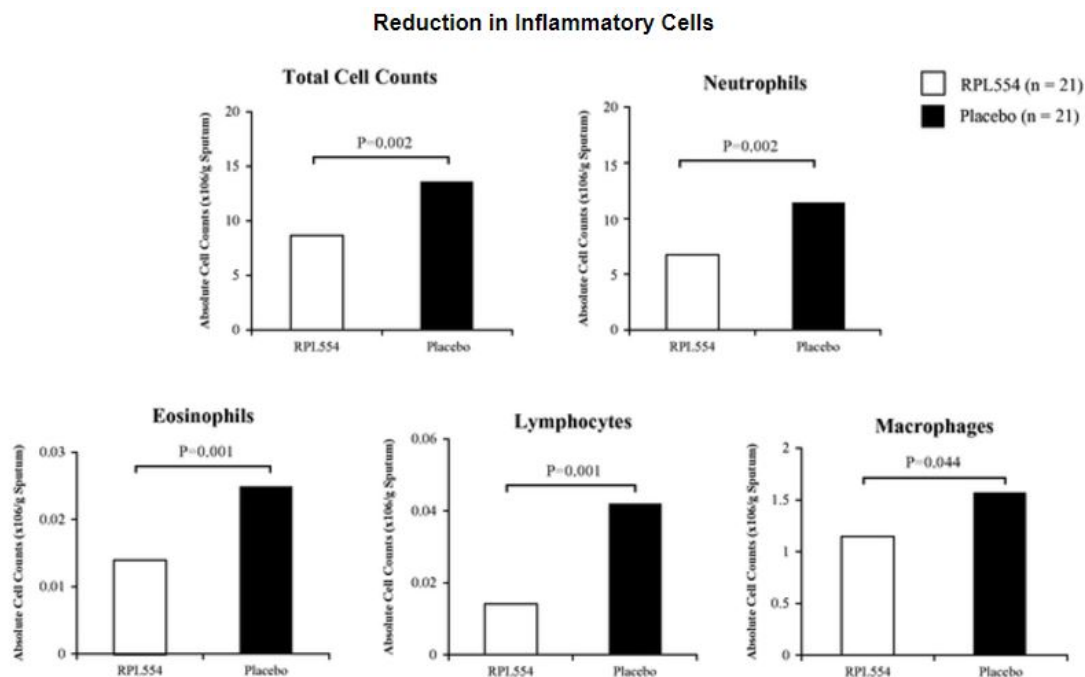 Reduction in Inflammatory Cells
Total Cell Counts
Absolute Cell Counts (x106/g Sputum)
20
15
10
5
0
P=0,002
RPL554
Placebo
Neutrophils
Absolute Cell Counts (x106/g Sputum)
20
15
10
5
0
P=0,002
RPL554
Placebo
RPL554 (n = 21)
Placebo (n = 21)
Eosinophils
Absolute Cell Counts (x106/g Sputum)
0.03
0.02
0.01
0
P=0,001
RPL554
Placebo
Lymphocytes
Absolute Cell Counts (x106/g Sputum)
0.06
0.04
0.02
0
P=0,001
RPL554
Placebo
Macrophages
Absolute Cell Counts (x106/g Sputum)
2
1.5
1
0.5
0
P=0,044
RPL554
Placebo